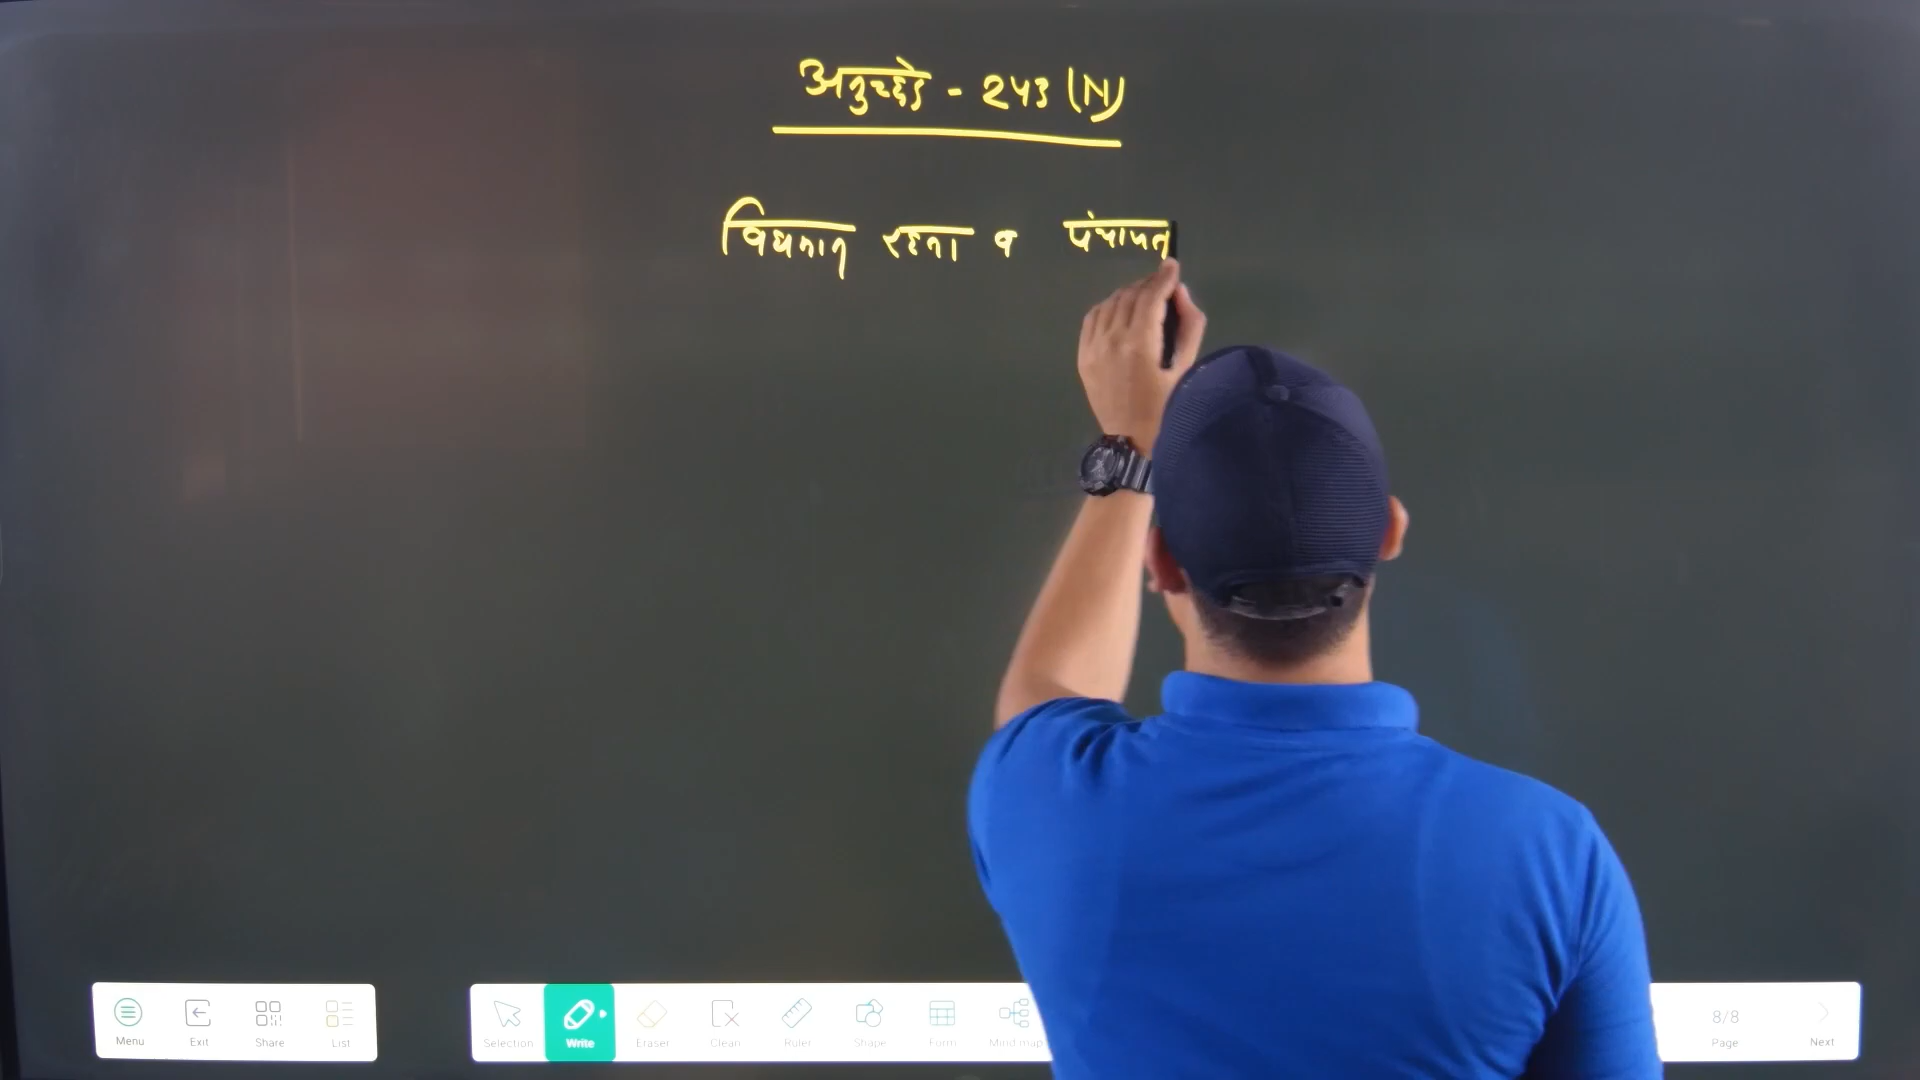 अनुच्छेद - 243 (N)
विद्यमान रहना व पंचायत
Menu Exit Share List Selection Write Eraser Clean Ruler Shape Form Mind map 8/8 Page Next